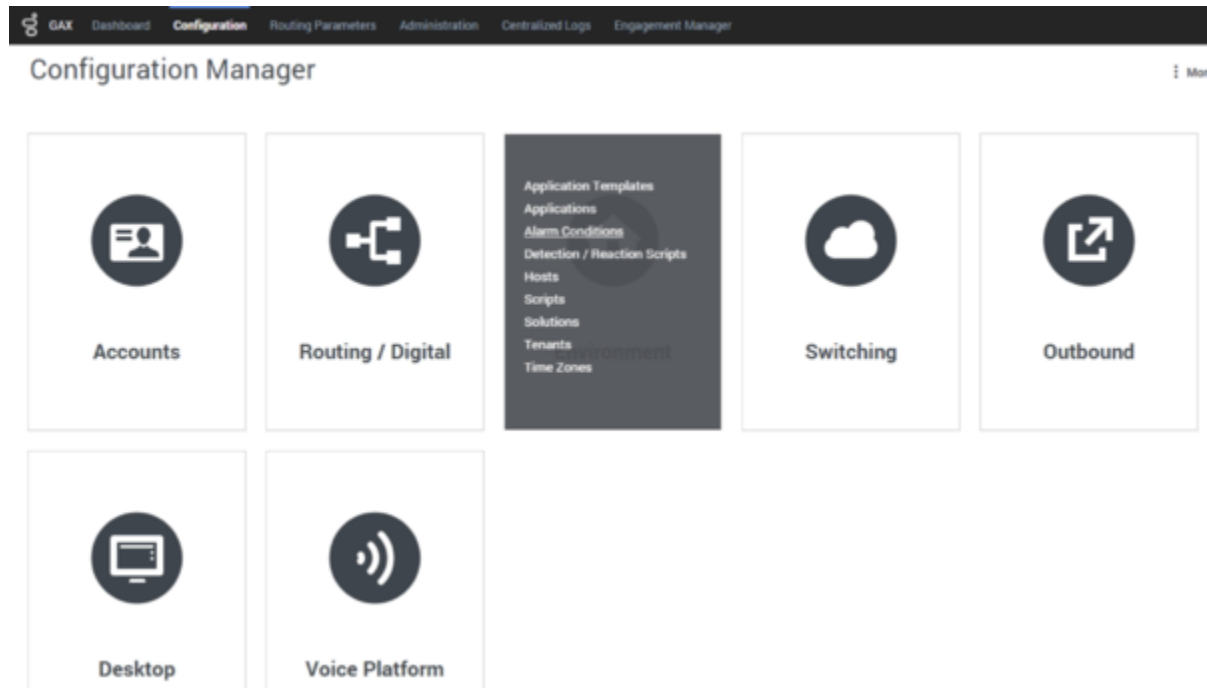 GAX Dashboard Configuration Routing Parameters Administration Centralized Logs Engagement Manager
Configuration Manager
Accounts
Routing / Digital
Application Templates
Applications
Alarm Conditions
Detection / Reaction Scripts
Hosts
Scripts
Solutions
Tenants
Time Zones
Environment
Switching
Outbound
Desktop
Voice Platform